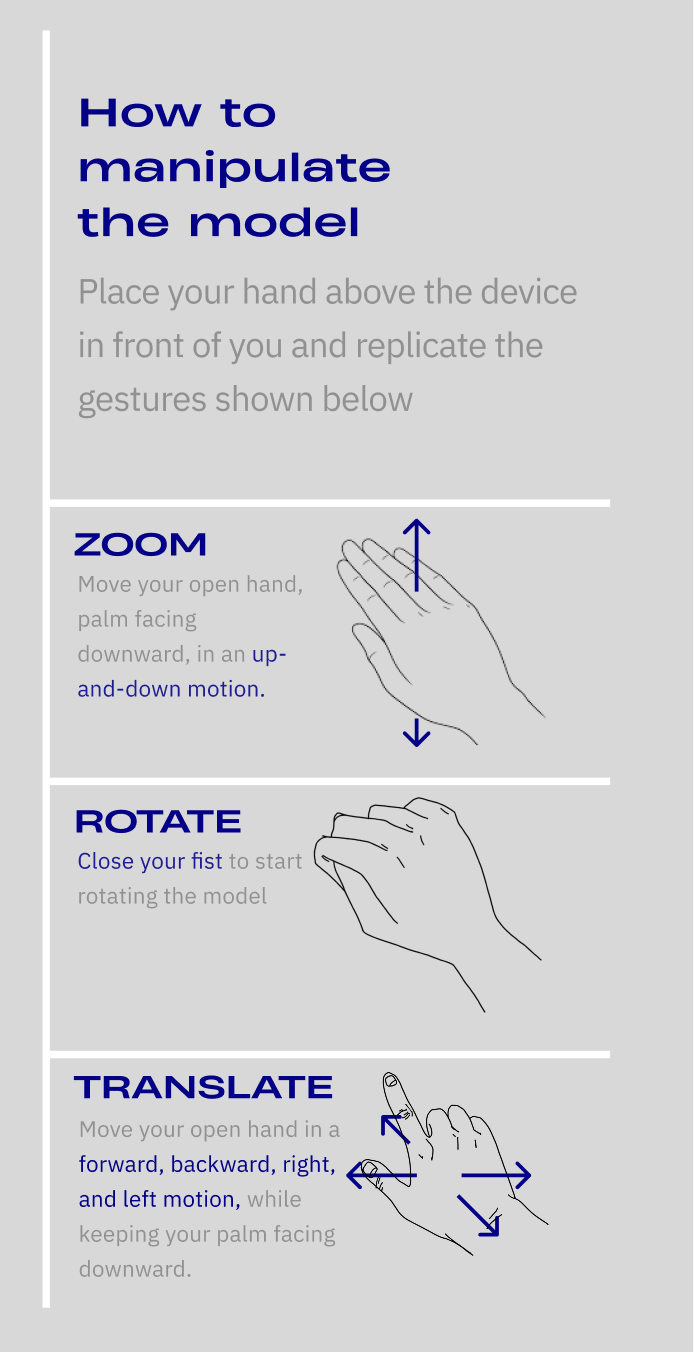 How to
manipulate
the model
Place your hand above the device
in front of you and replicate the
gestures shown below
ZOOM
Move your open hand,
palm facing
downward, in an up-
and-down motion.
ROTATE
Close your fist to start
rotating the model
TRANSLATE
Move your open hand in a
forward, backward, right,
and left motion, while
keeping your palm facing
downward.